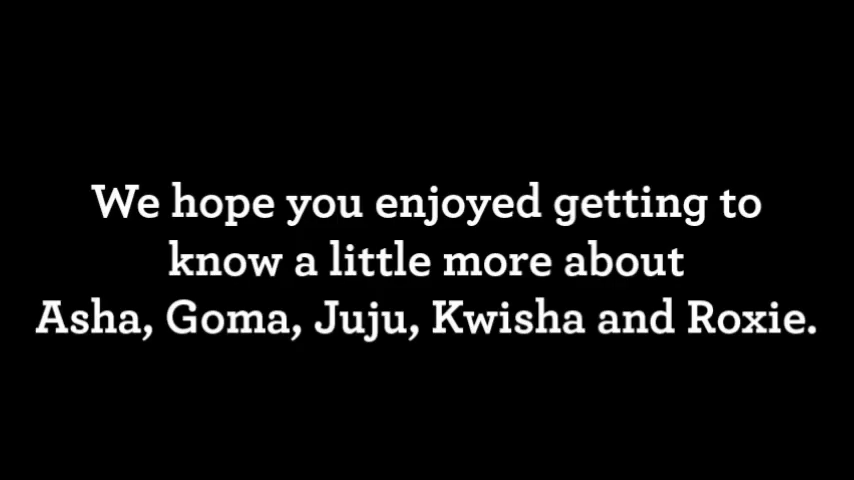 We hope you enjoyed getting to
know a little more about
Asha, Goma, Juju, Kwisha and Roxie.